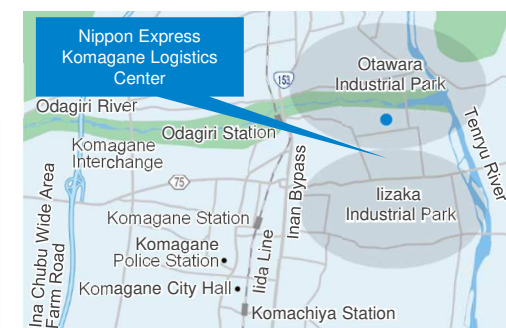 Nippon Express
Komagane Logistics
Center
Otawara
Industrial Park
153
Odagiri River
Odagiri Station
Komagane
Interchange
Tenryu River
75
Inan Bypass
Iizaka
Industrial Park
Ina Chubu Wide Area
Farm Road
Komagane Station
Iida Line
Komagane
Police Station
Komagane City Hall
Komachiya Station